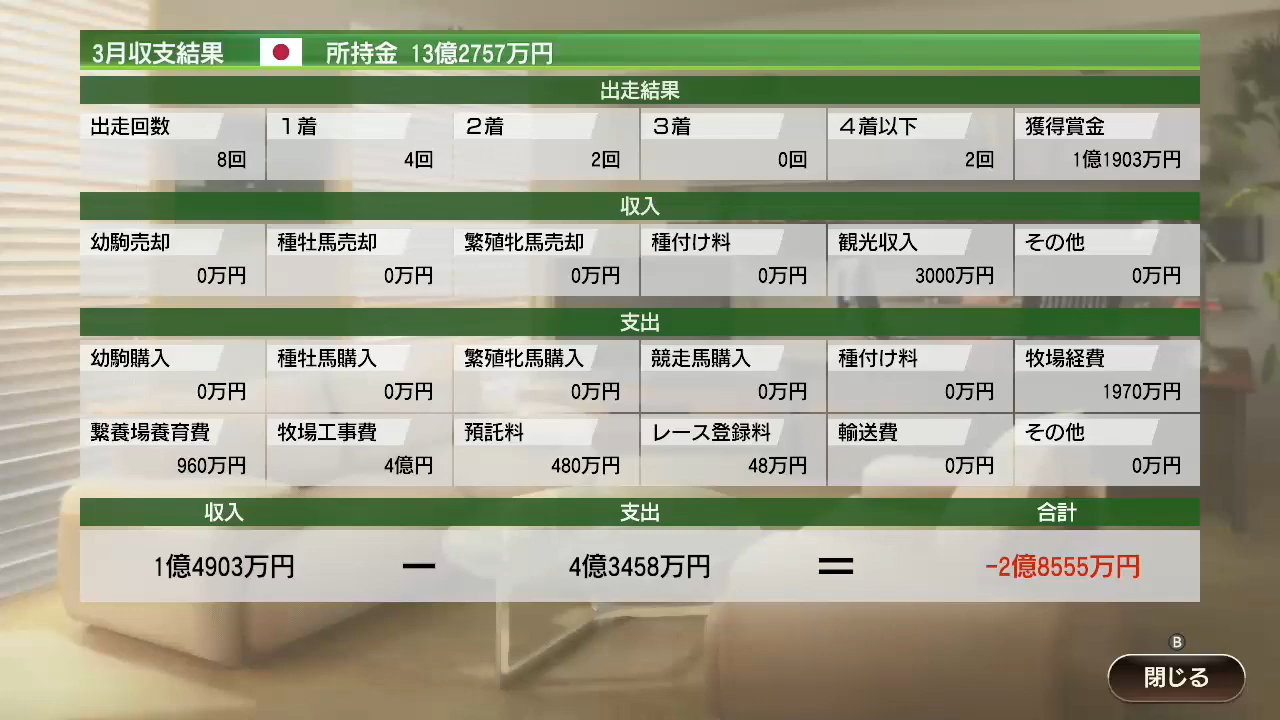 3月収支結果 所持金 13億2757万円
出走結果
出走回数 1着 2着 3着 4着以下 獲得賞金
8回 4回 2回 0回 2回 1億1903万円
収入
幼駒売却 種牡馬売却 繁殖牝馬売却 種付け料 観光収入 その他
0万円 0万円 0万円 0万円 3000万円 0万円
支出
幼駒購入 種牡馬購入 繁殖牝馬購入 競走馬購入 種付け料 牧場経費
0万円 0万円 0万円 0万円 0万円 1970万円
繋養場養育費 牧場工事費 預託料 レース登録料 輸送費 その他
960万円 4億円 480万円 48万円 0万円 0万円
収入 支出 合計
1億4903万円 － 4億3458万円 ＝ -2億8555万円
B
閉じる